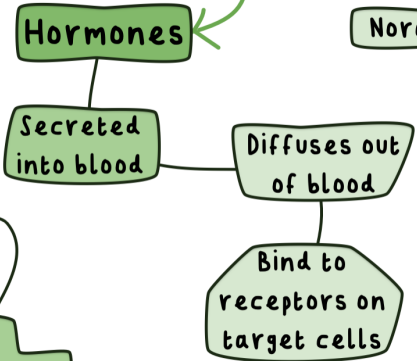 Hormones
Secreted
into blood
Diffuses out
of blood
Bind to
receptors on
target cells